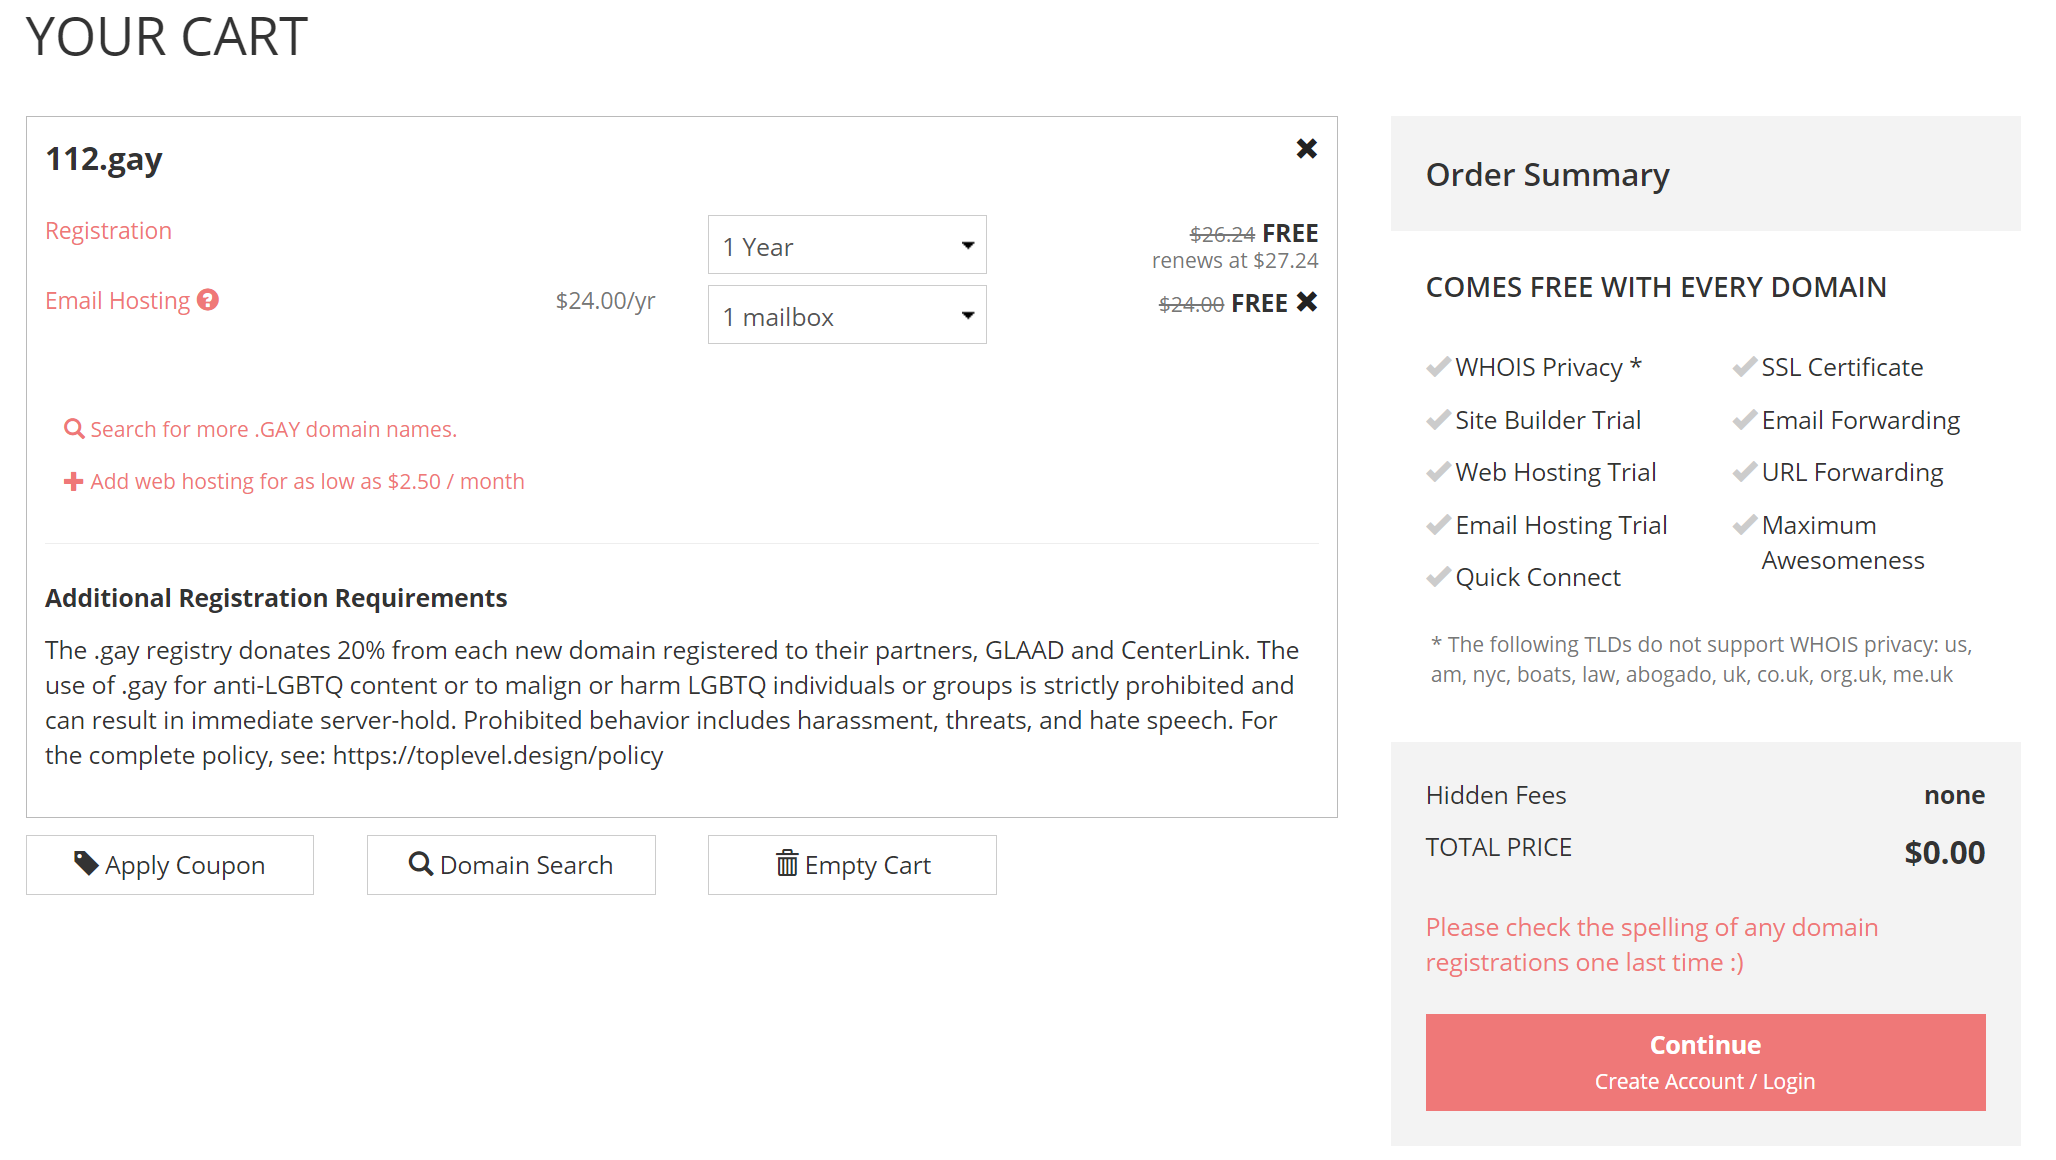 YOUR CART
112.gay
Registration
1 Year
$26.24 FREE
renews at $27.24
Email Hosting
$24.00/yr
1 mailbox
$24.00 FREE
Search for more .GAY domain names.
Add web hosting for as low as $2.50 / month
Additional Registration Requirements
The .gay registry donates 20% from each new domain registered to their partners, GLAAD and CenterLink. The
use of .gay for anti-LGBTQ content or to malign or harm LGBTQ individuals or groups is strictly prohibited and
can result in immediate server-hold. Prohibited behavior includes harassment, threats, and hate speech. For
the complete policy, see: https://toplevel.design/policy
Apply Coupon
Domain Search
Empty Cart
Order Summary
COMES FREE WITH EVERY DOMAIN
WHOIS Privacy *
Site Builder Trial
Web Hosting Trial
Email Hosting Trial
Quick Connect
SSL Certificate
Email Forwarding
URL Forwarding
Maximum
Awesomeness
* The following TLDs do not support WHOIS privacy: us,
am, nyc, boats, law, abogado, uk, co.uk, org.uk, me.uk
Hidden Fees none
TOTAL PRICE $0.00
Please check the spelling of any domain
registrations one last time :)
Continue
Create Account / Login